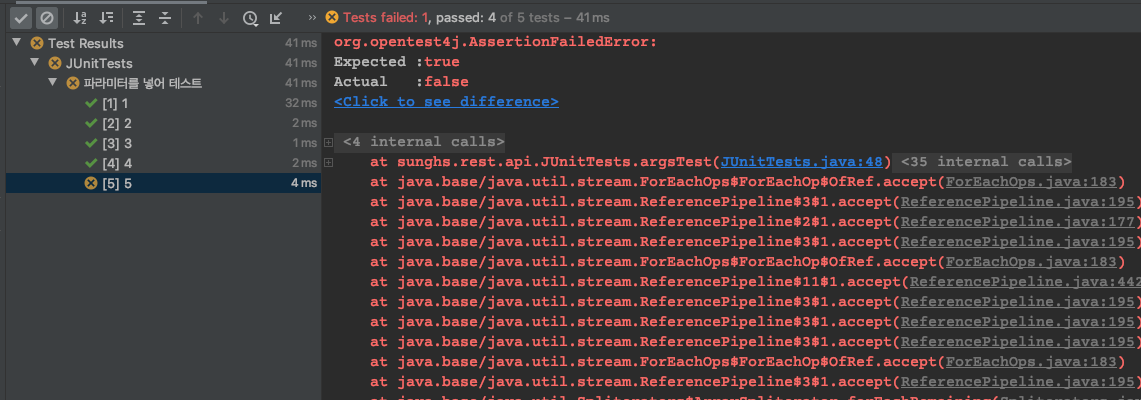 Tests failed: 1, passed: 4 of 5 tests – 41 ms
Test Results 41 ms
JUnitTests 41 ms
파라미터를 넣어 테스트 41 ms
[1] 1 32 ms
[2] 2 2 ms
[3] 3 1 ms
[4] 4 2 ms
[5] 5 4 ms
org.opentest4j.AssertionFailedError:
Expected :true
Actual   :false
<Click to see difference>
<4 internal calls>
at sunghs.rest.api.JUnitTests.argsTest(JUnitTests.java:48) <35 internal calls>
at java.base/java.util.stream.ForEachOps$ForEachOp$OfRef.accept(ForEachOps.java:183)
at java.base/java.util.stream.ReferencePipeline$3$1.accept(ReferencePipeline.java:195)
at java.base/java.util.stream.ReferencePipeline$2$1.accept(ReferencePipeline.java:177)
at java.base/java.util.stream.ReferencePipeline$3$1.accept(ReferencePipeline.java:195)
at java.base/java.util.stream.ForEachOps$ForEachOp$OfRef.accept(ForEachOps.java:183)
at java.base/java.util.stream.ReferencePipeline$11$1.accept(ReferencePipeline.java:442
at java.base/java.util.stream.ReferencePipeline$3$1.accept(ReferencePipeline.java:195)
at java.base/java.util.stream.ReferencePipeline$3$1.accept(ReferencePipeline.java:195)
at java.base/java.util.stream.ReferencePipeline$3$1.accept(ReferencePipeline.java:195)
at java.base/java.util.stream.ForEachOps$ForEachOp$OfRef.accept(ForEachOps.java:183)
at java.base/java.util.stream.ReferencePipeline$3$1.accept(ReferencePipeline.java:195)